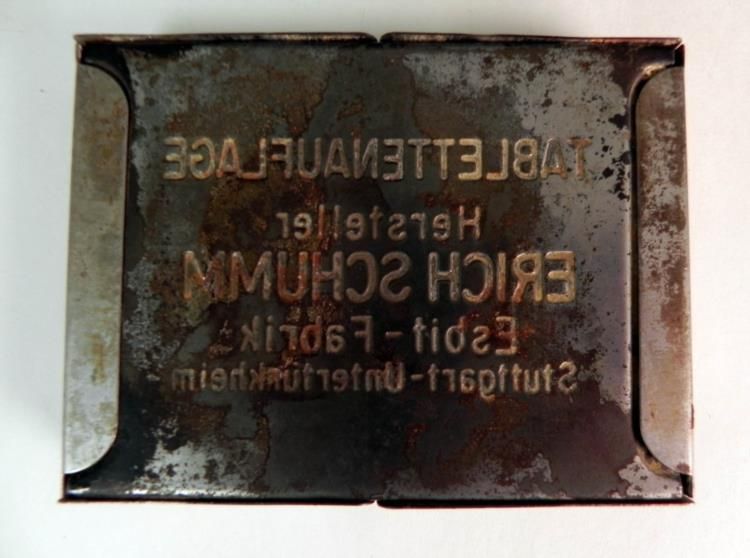 TABLETTENAUFLAGE
Hersteller
ERICH SCHUMM
Esbit-Fabrik
Stuttgart-Untertürkheim